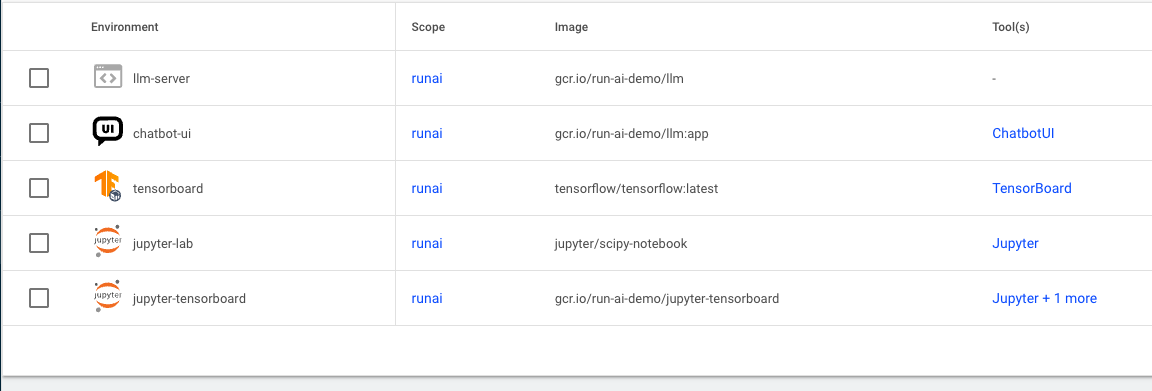 Environment Scope Image Tool(s)
llm-server runai gcr.io/run-ai-demo/llm -
UI chatbot-ui runai gcr.io/run-ai-demo/llm:app ChatbotUI
tensorboard runai tensorflow/tensorflow:latest TensorBoard
jupyter jupyter-lab runai jupyter/scipy-notebook Jupyter
jupyter jupyter-tensorboard runai gcr.io/run-ai-demo/jupyter-tensorboard Jupyter + 1 more